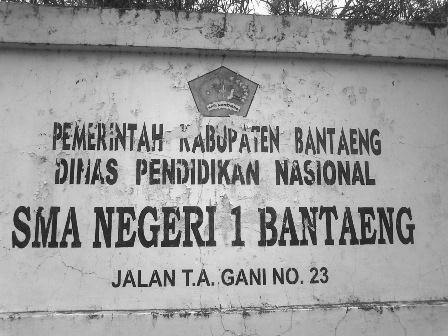 PEMERINTAH KABUPATEN BANTAENG
DINAS PENDIDIKAN NASIONAL
SMA NEGERI 1 BANTAENG
JALAN T.A. GANI NO. 23